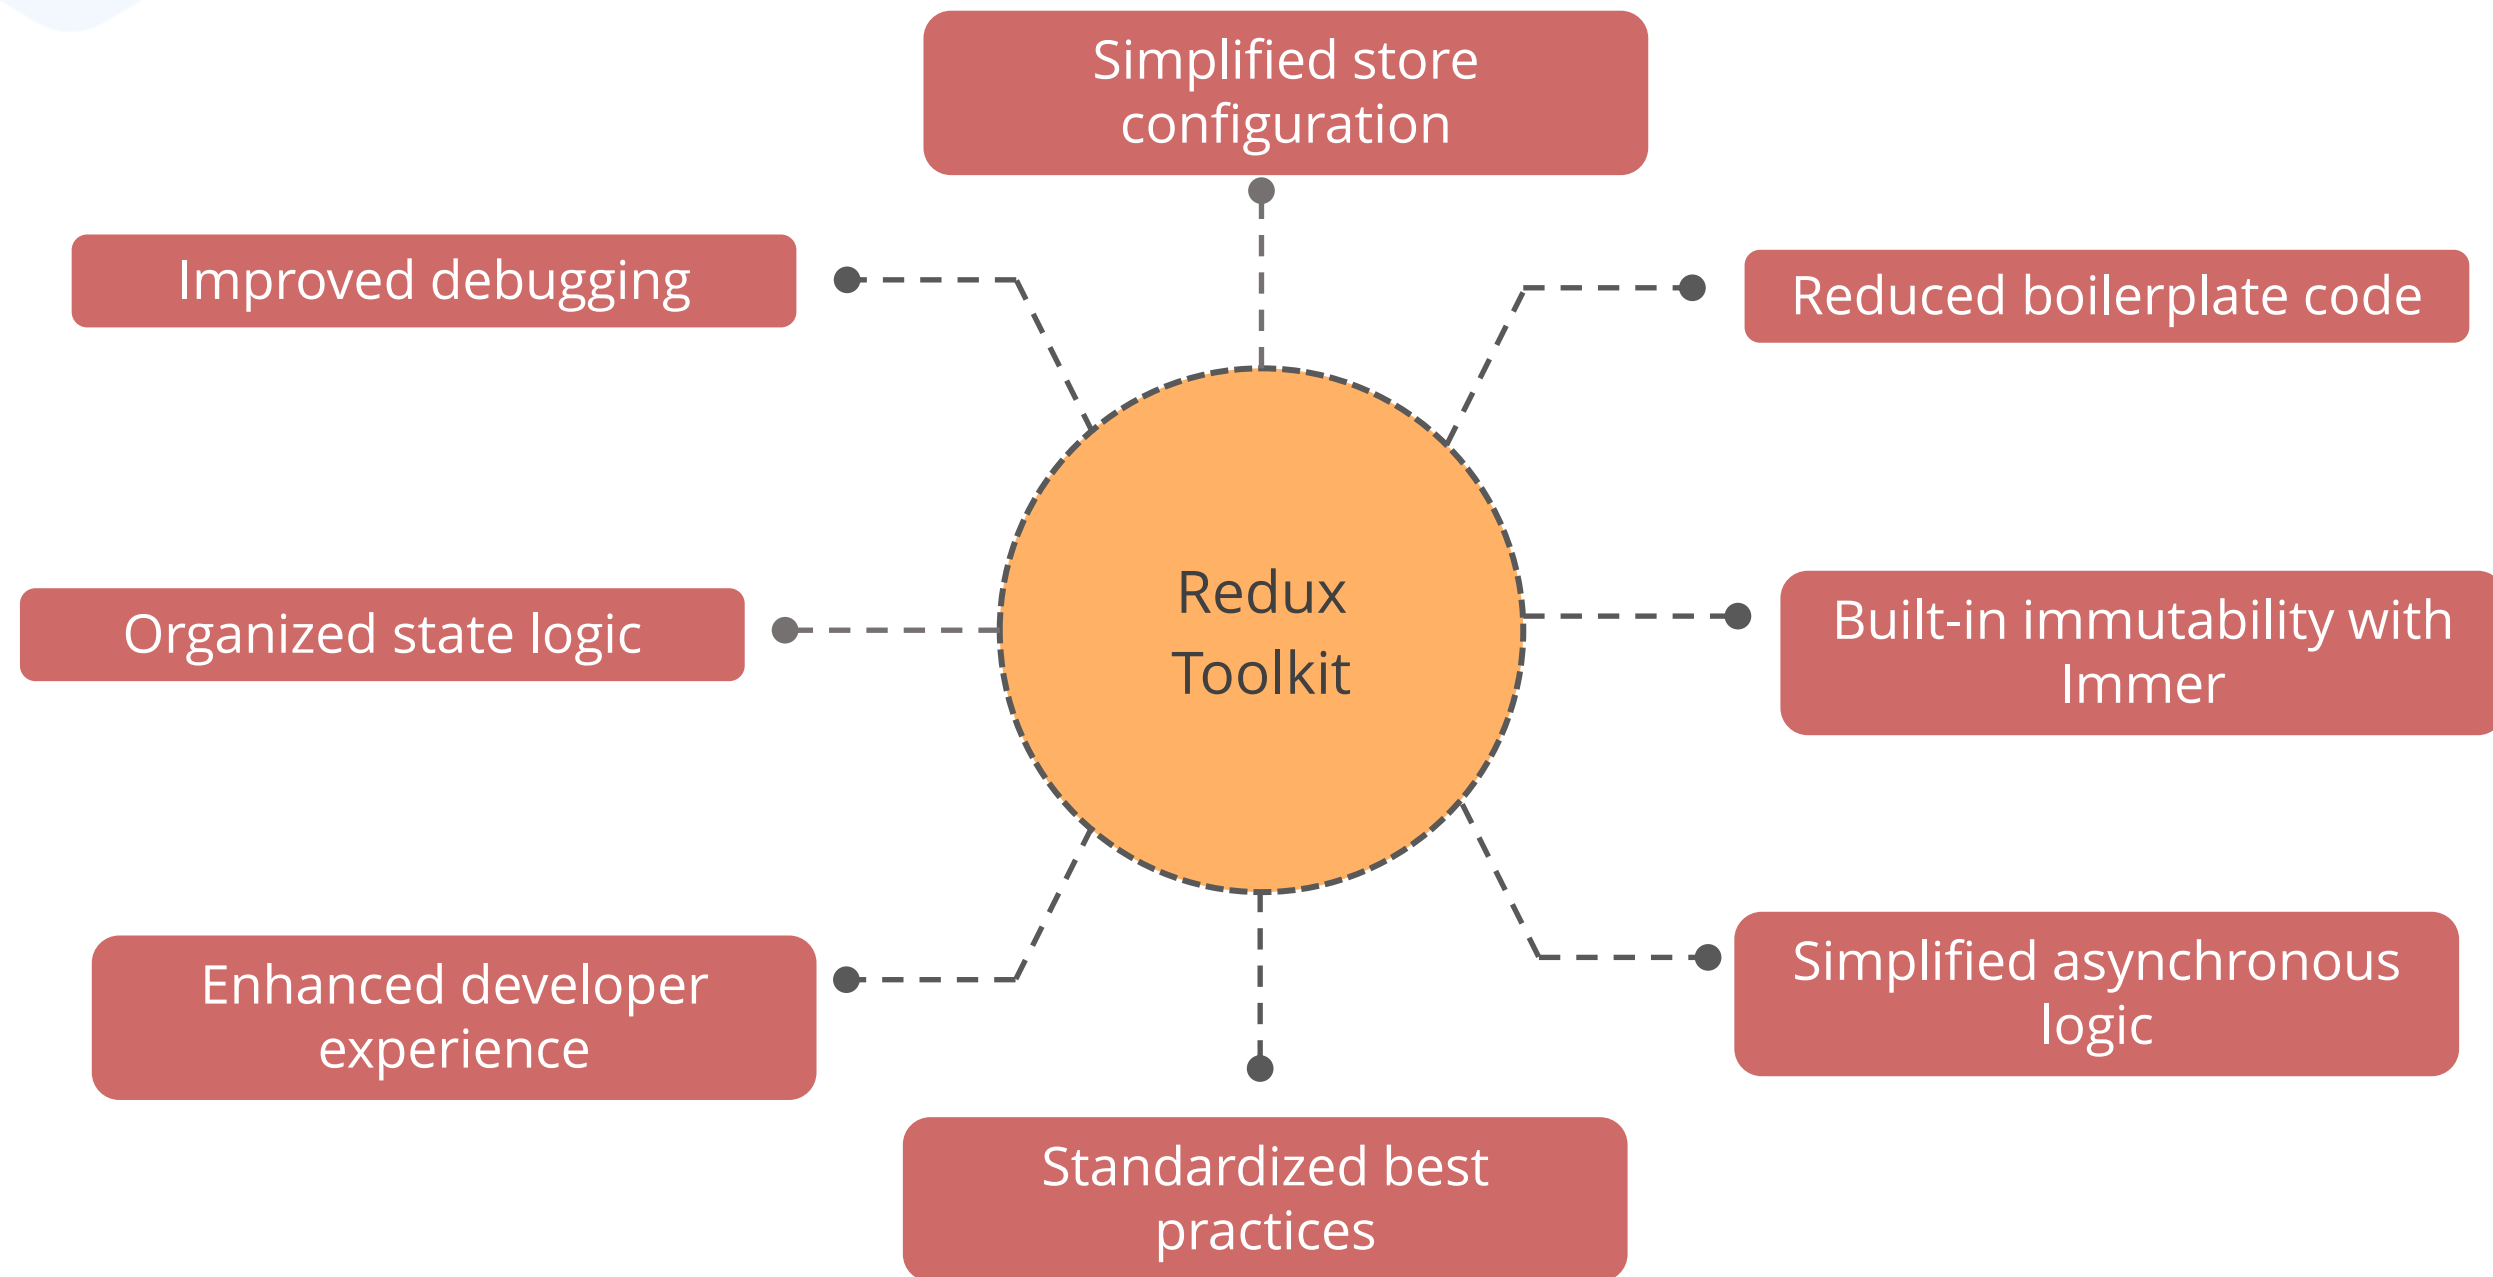 Simplified store
configuration
Improved debugging
Reduced boilerplate code
Redux
Toolkit
Organized state logic
Built-in immutability with
Immer
Enhanced developer
experience
Simplified asynchronous
logic
Standardized best
practices